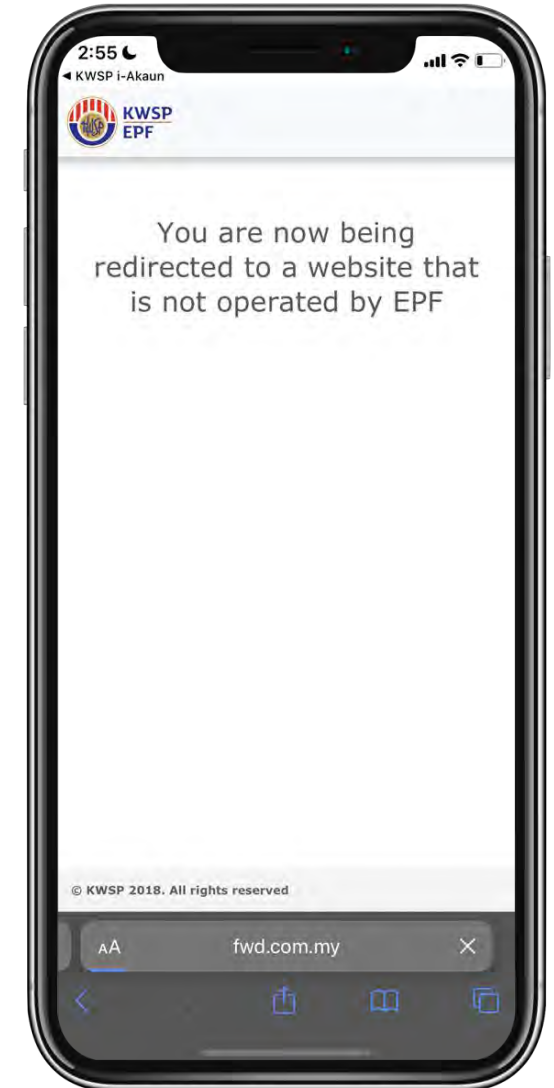 2:55
◀ KWSP i-Akaun
KWSP
EPF
You are now being
redirected to a website that
is not operated by EPF
© KWSP 2018. All rights reserved
AA
fwd.com.my